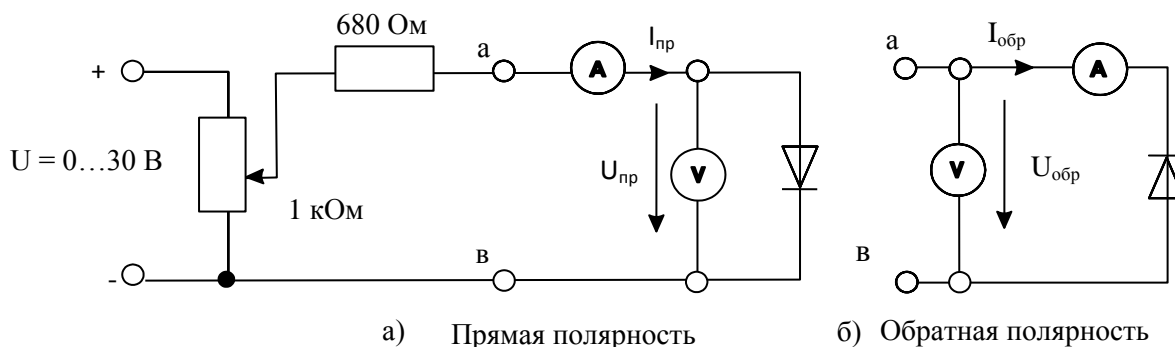 680 Ом
+
U = 0...30 В
-
1 кОм
а
A
Iпр
Uпр
V
в
а) Прямая полярность
а
Iобр
A
V
Uобр
в
б) Обратная полярность